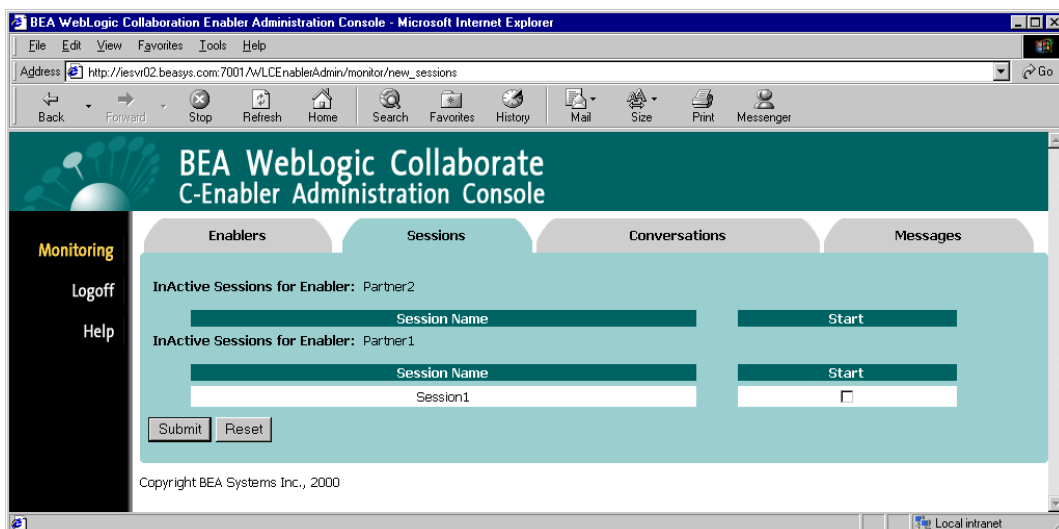 BEA WebLogic Collaboration Enabler Administration Console - Microsoft Internet Explorer
File Edit View Favorites Tools Help
Address http://iesvr02.beasys.com:7001/WLCEnablerAdmin/monitor/new_sessions Go
Back Forward Stop Refresh Home Search Favorites History Mail Size Print Messenger
BEA WebLogic Collaborate
C-Enabler Administration Console
Enablers Sessions Conversations Messages
Monitoring
Logoff
Help
InActive Sessions for Enabler: Partner2
Session Name Start
InActive Sessions for Enabler: Partner1
Session Name Start
Session1
Submit Reset
Copyright BEA Systems Inc., 2000
Local intranet